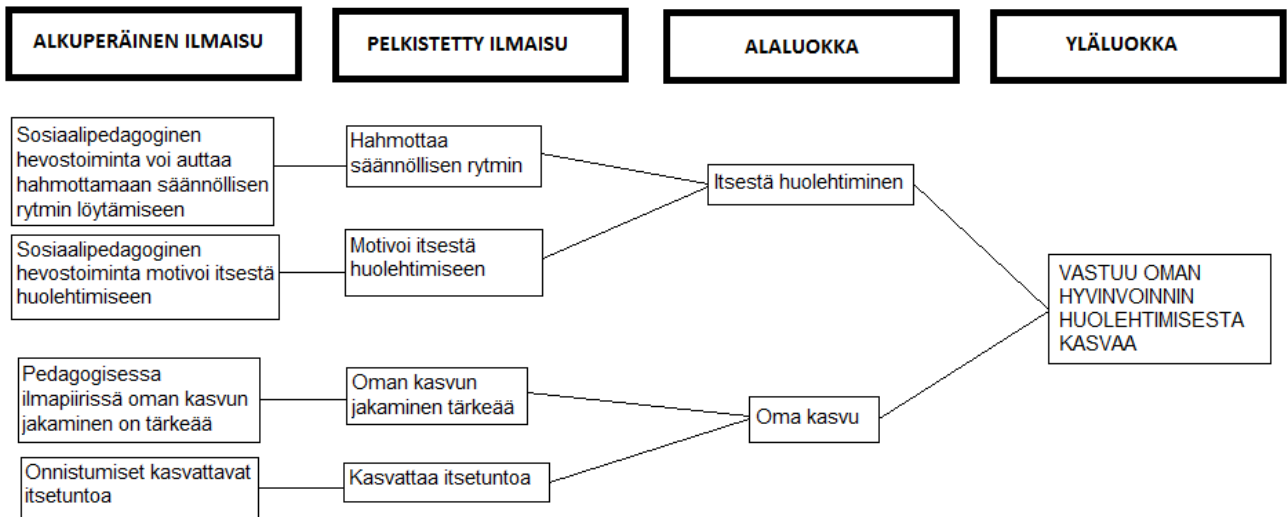 ALKUPERÄINEN ILMAISU
PELKISTETTY ILMAISU
ALALUOKKA
YLÄLUOKKA
Sosiaalipedagoginen
hevostoiminta voi auttaa
hahmottamaan säännöllisen
rytmin löytämiseen
Hahmottaa
säännöllisen rytmin
Itsestä huolehtiminen
Sosiaalipedagoginen
hevostoiminta motivoi itsestä
huolehtimiseen
Motivoi itsestä
huolehtimiseen
VASTUU OMAN
HYVINVOINNIN
HUOLEHTIMISESTA
KASVAA
Pedagogisessa
ilmapiirissä oman kasvun
jakaminen on tärkeää
Oman kasvun
jakaminen tärkeää
Oma kasvu
Onnistumiset kasvattavat
itsetuntoa
Kasvattaa itsetuntoa